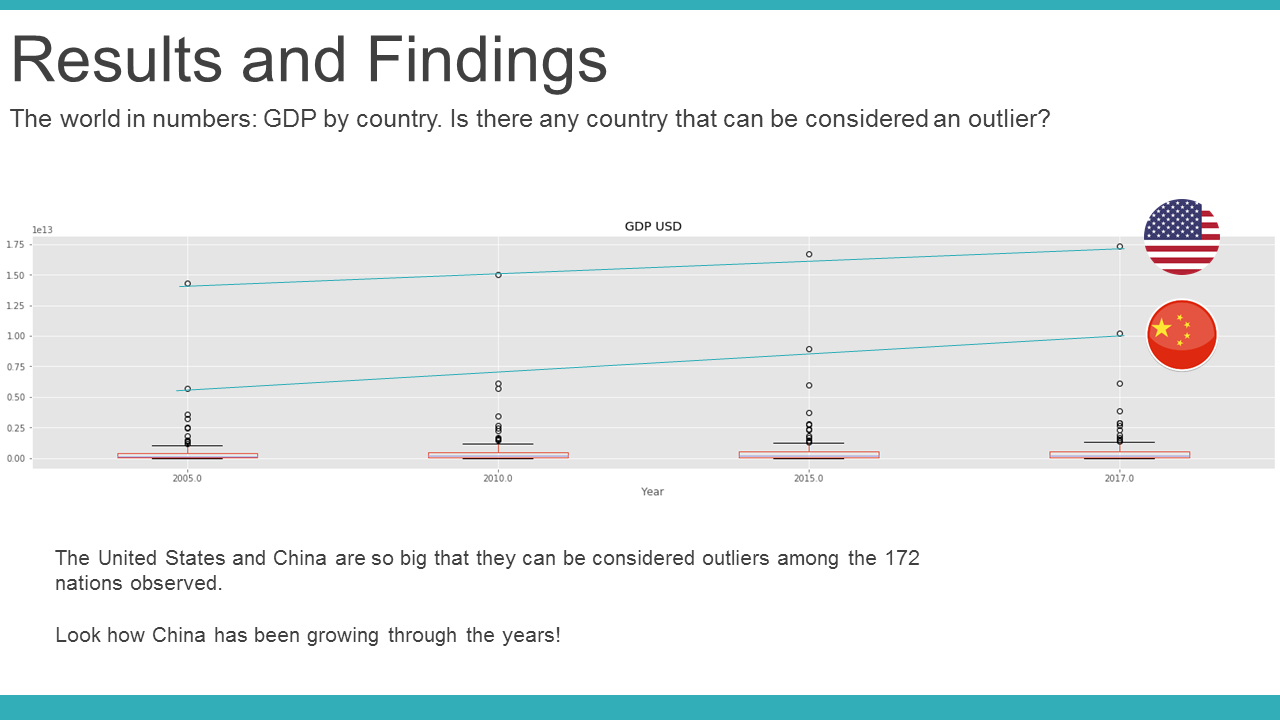 Results and Findings
The world in numbers: GDP by country. Is there any country that can be considered an outlier?
GDP USD
1e13
1.75
1.50
1.25
1.00
0.75
0.50
0.25
0.00
2005.0 2010.0 2015.0 2017.0
Year
The United States and China are so big that they can be considered outliers among the 172
nations observed.
Look how China has been growing through the years!